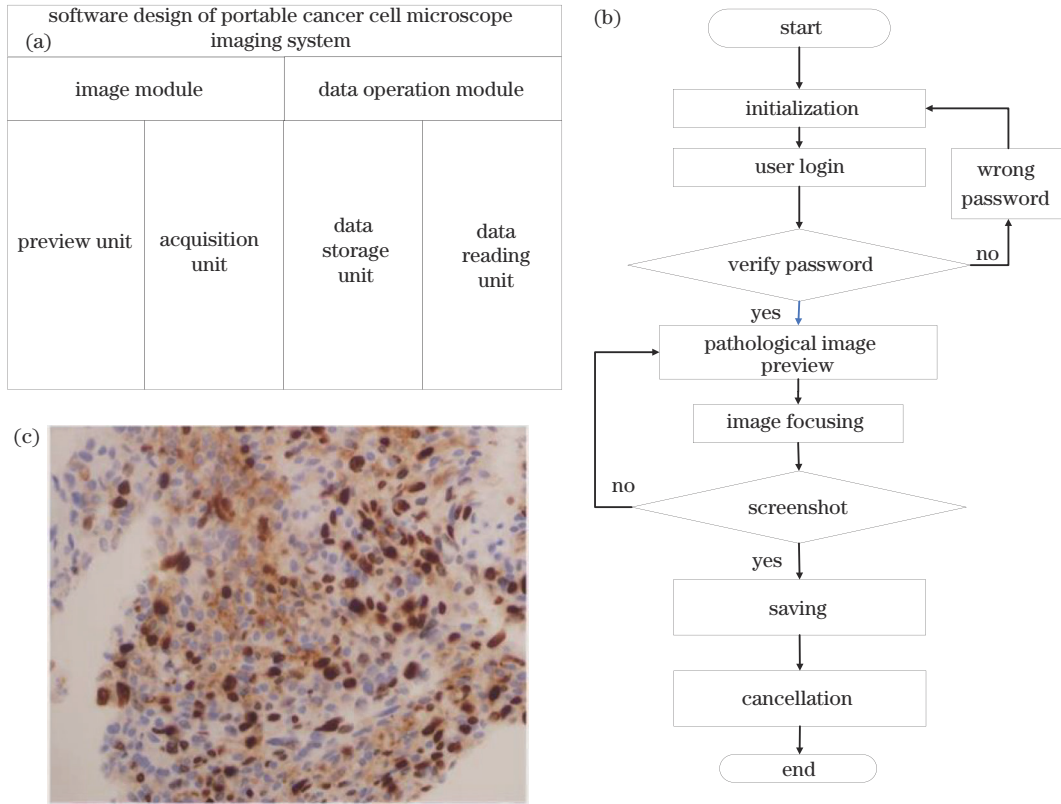 software design of portable cancer cell microscope
imaging system
(a)
image module
data operation module
preview unit
acquisition
unit
data
storage
unit
data
reading
unit
(b)
start
initialization
user login
wrong
password
verify password
no
yes
pathological image
preview
image focusing
no
screenshot
yes
saving
cancellation
end
(c)